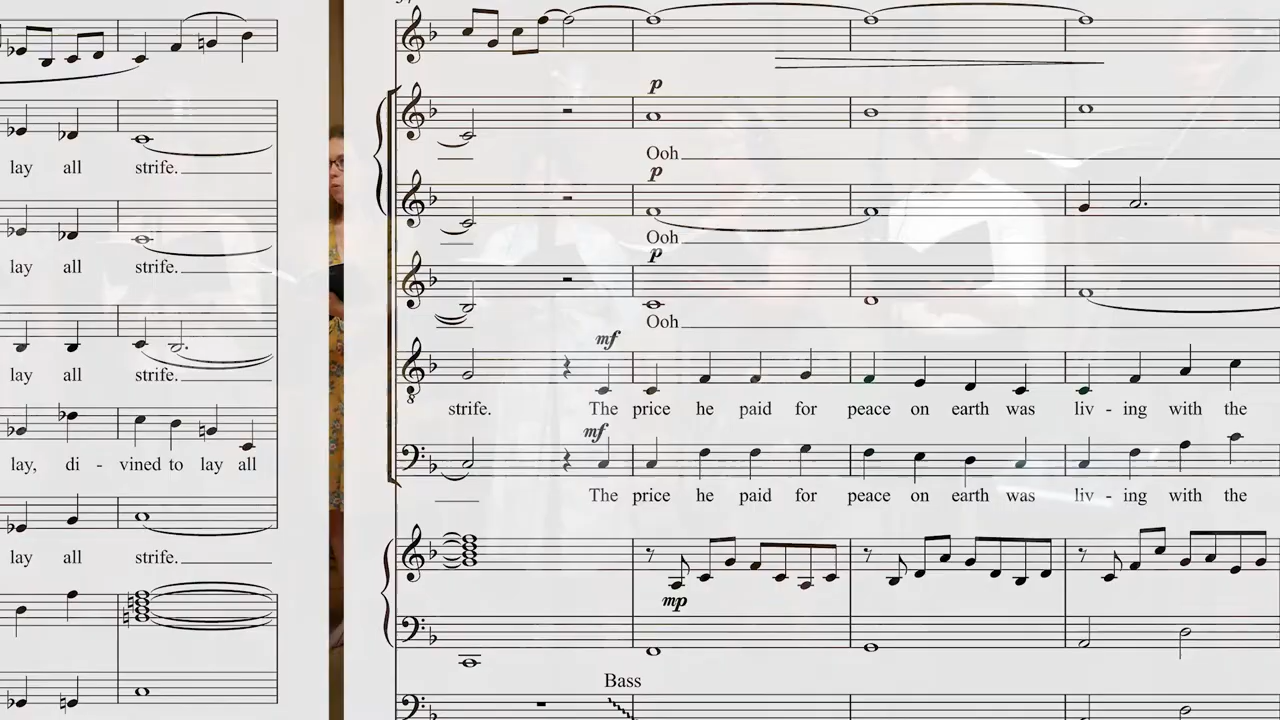 lay all strife.
lay all strife.
lay all strife.
lay, di - vined to lay all
lay all strife.
p
Ooh
p
Ooh
p
Ooh
mf
strife. The price he paid for peace on earth was liv - ing with the
mf
The price he paid for peace on earth was liv - ing with the
mp
Bass